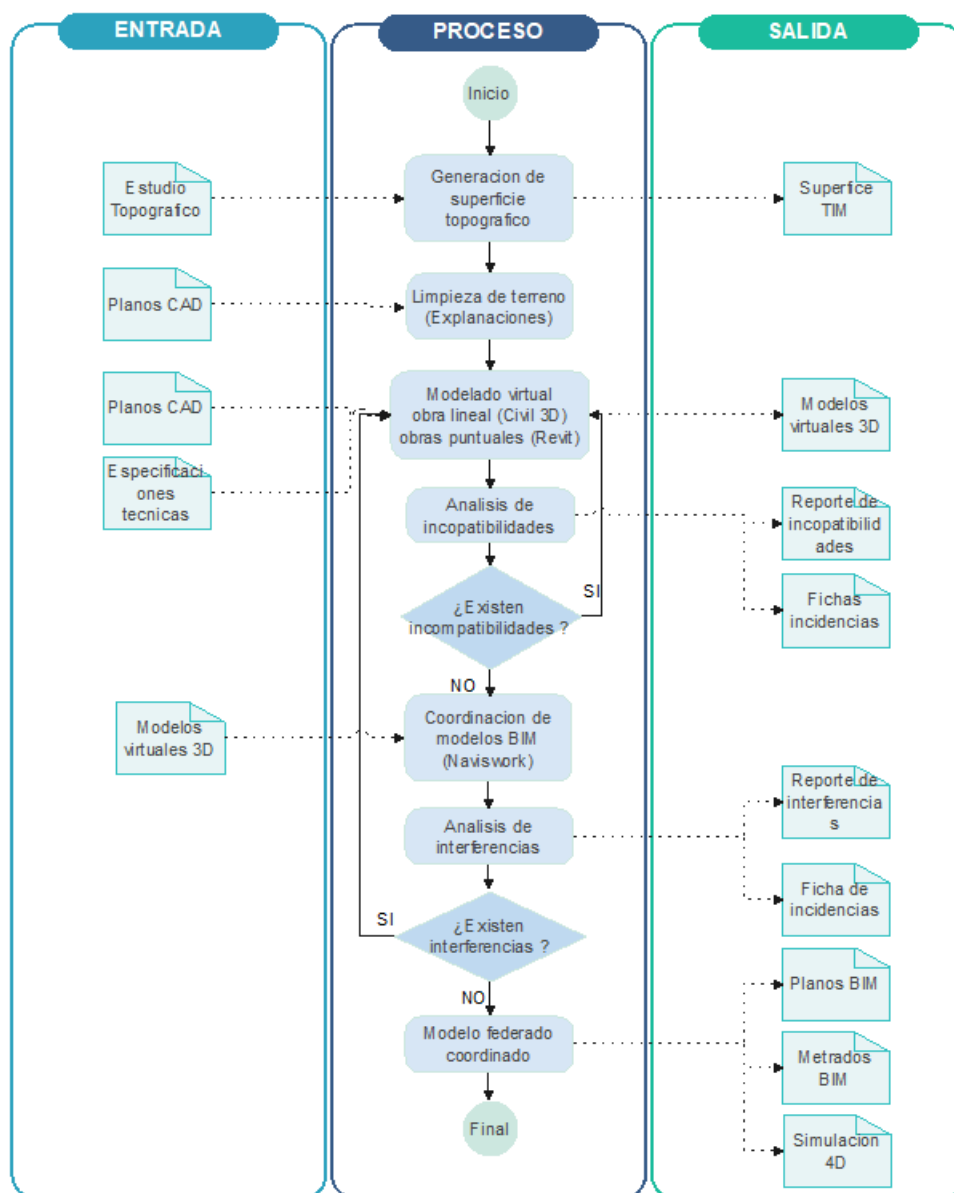 ENTRADA
PROCESO
SALIDA
Inicio
Estudio
Topografico
Generacion de
superficie
topografico
Superfice
TIM
Planos CAD
Limpieza de terreno
(Explanaciones)
Planos CAD
Especificaci
ones
tecnicas
Modelado virtual
obra lineal (Civil 3D)
obras puntuales (Revit)
Modelos
virtuales 3D
Analisis de
incopatibilidades
Reporte de
incopatibilid
ades
Fichas
incidencias
¿Existen
incompatibilidades ?
SI
NO
Modelos
virtuales 3D
Coordinacion de
modelos BIM
(Naviswork)
Analisis de
interferencias
Reporte de
interferencia
s
Ficha de
incidencias
SI
¿Existen
interferencias ?
NO
Modelo federado
coordinado
Planos BIM
Metrados
BIM
Simulacion
4D
Final